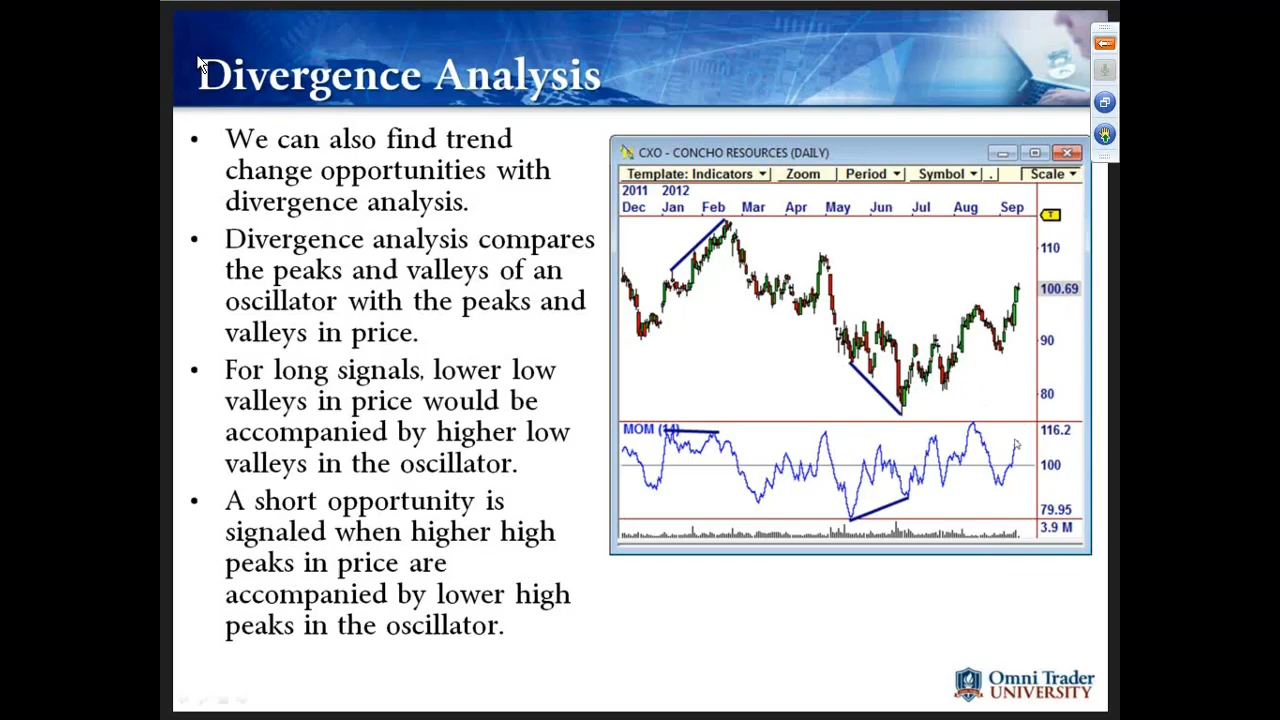 Divergence Analysis
• We can also find trend
change opportunities with
divergence analysis.
• Divergence analysis compares
the peaks and valleys of an
oscillator with the peaks and
valleys in price.
• For long signals, lower low
valleys in price would be
accompanied by higher low
valleys in the oscillator.
• A short opportunity is
signaled when higher high
peaks in price are
accompanied by lower high
peaks in the oscillator.
CXO - CONCHO RESOURCES (DAILY)
Template: Indicators Zoom Period Symbol . Scale
2011 2012
Dec Jan Feb Mar Apr May Jun Jul Aug Sep
T
110
100.69
90
80
MOM (14)
116.2
100
79.95
3.9 M
Omni Trader
UNIVERSITY